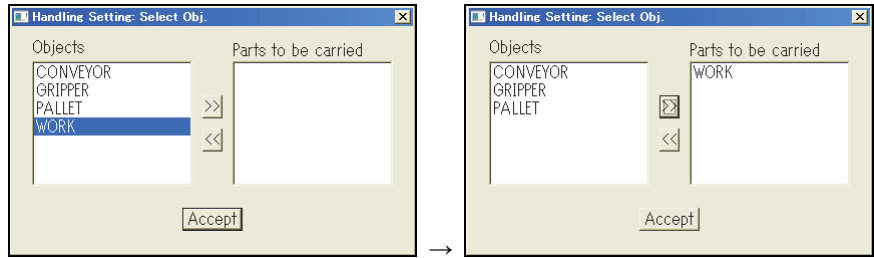 Handling Setting: Select Obj.
Objects
Parts to be carried
CONVEYOR
GRIPPER
PALLET
WORK
>>
<<
Accept
→
Handling Setting: Select Obj.
Objects
Parts to be carried
CONVEYOR
GRIPPER
PALLET
WORK
>>
<<
Accept